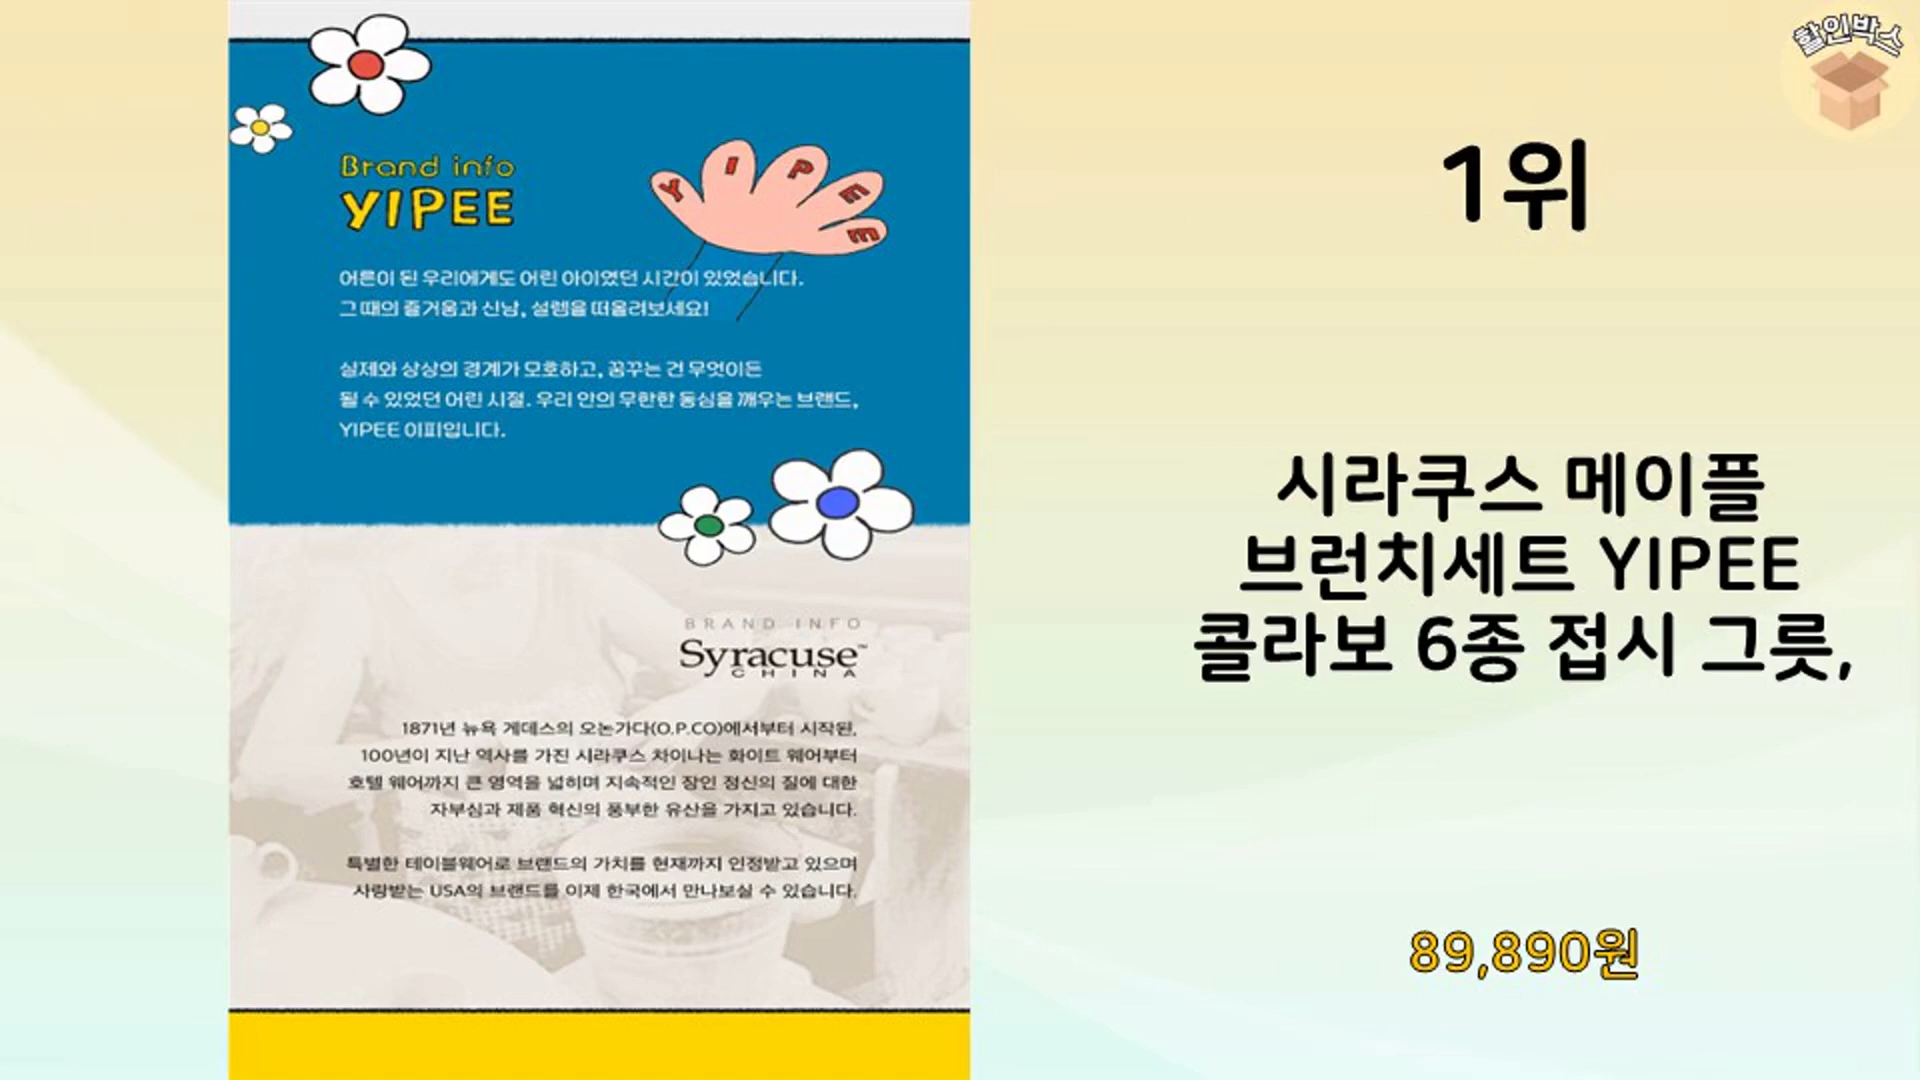 Brand info
YIPEE
YIPEE
어른이 된 우리에게도 어린 아이였던 시간이 있었습니다.
그 때의 즐거움과 신남, 설렘을 떠올려보세요!
실제와 상상의 경계가 모호하고, 꿈꾸는 건 무엇이든
될 수 있었던 어린 시절. 우리 안의 무한한 동심을 깨우는 브랜드,
YIPEE 이피입니다.
BRAND INFO
Syracuse™
CHINA
1871년 뉴욕 게데스의 오논가다(O.P.CO)에서부터 시작된,
100년이 지난 역사를 가진 시라쿠스 차이나는 화이트 웨어부터
호텔 웨어까지 큰 영역을 넓히며 지속적인 장인 정신의 질에 대한
자부심과 제품 혁신의 풍부한 유산을 가지고 있습니다.
특별한 테이블웨어로 브랜드의 가치를 현재까지 인정받고 있으며
사랑받는 USA의 브랜드를 이제 한국에서 만나보실 수 있습니다.
할인박스
1위
시라쿠스 메이플
브런치세트 YIPEE
콜라보 6종 접시 그릇,
89,890원